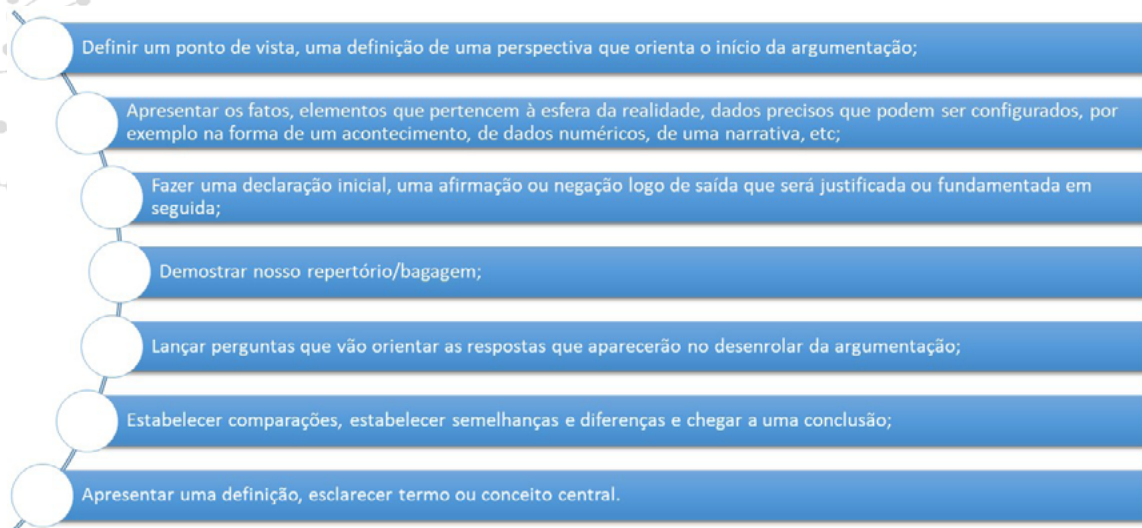 Definir um ponto de vista, uma definição de uma perspectiva que orienta o início da argumentação;
Apresentar os fatos, elementos que pertencem à esfera da realidade, dados precisos que podem ser configurados, por
exemplo na forma de um acontecimento, de dados numéricos, de uma narrativa, etc;
Fazer uma declaração inicial, uma afirmação ou negação logo de saída que será justificada ou fundamentada em
seguida;
Demostrar nosso repertório/bagagem;
Lançar perguntas que vão orientar as respostas que aparecerão no desenrolar da argumentação;
Estabelecer comparações, estabelecer semelhanças e diferenças e chegar a uma conclusão;
Apresentar uma definição, esclarecer termo ou conceito central.